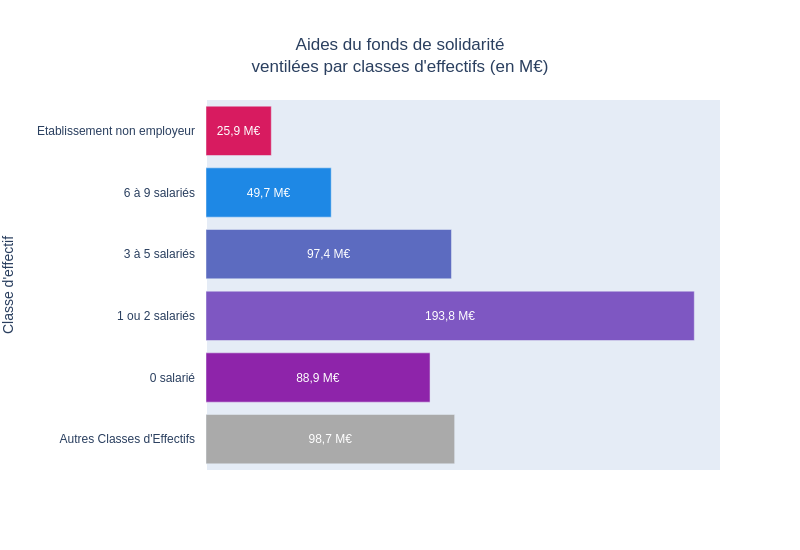 Aides du fonds de solidarité
ventilées par classes d'effectifs (en M€)
Classe d'effectif
Etablissement non employeur
25,9 M€
6 à 9 salariés
49,7 M€
3 à 5 salariés
97,4 M€
1 ou 2 salariés
193,8 M€
0 salarié
88,9 M€
Autres Classes d'Effectifs
98,7 M€